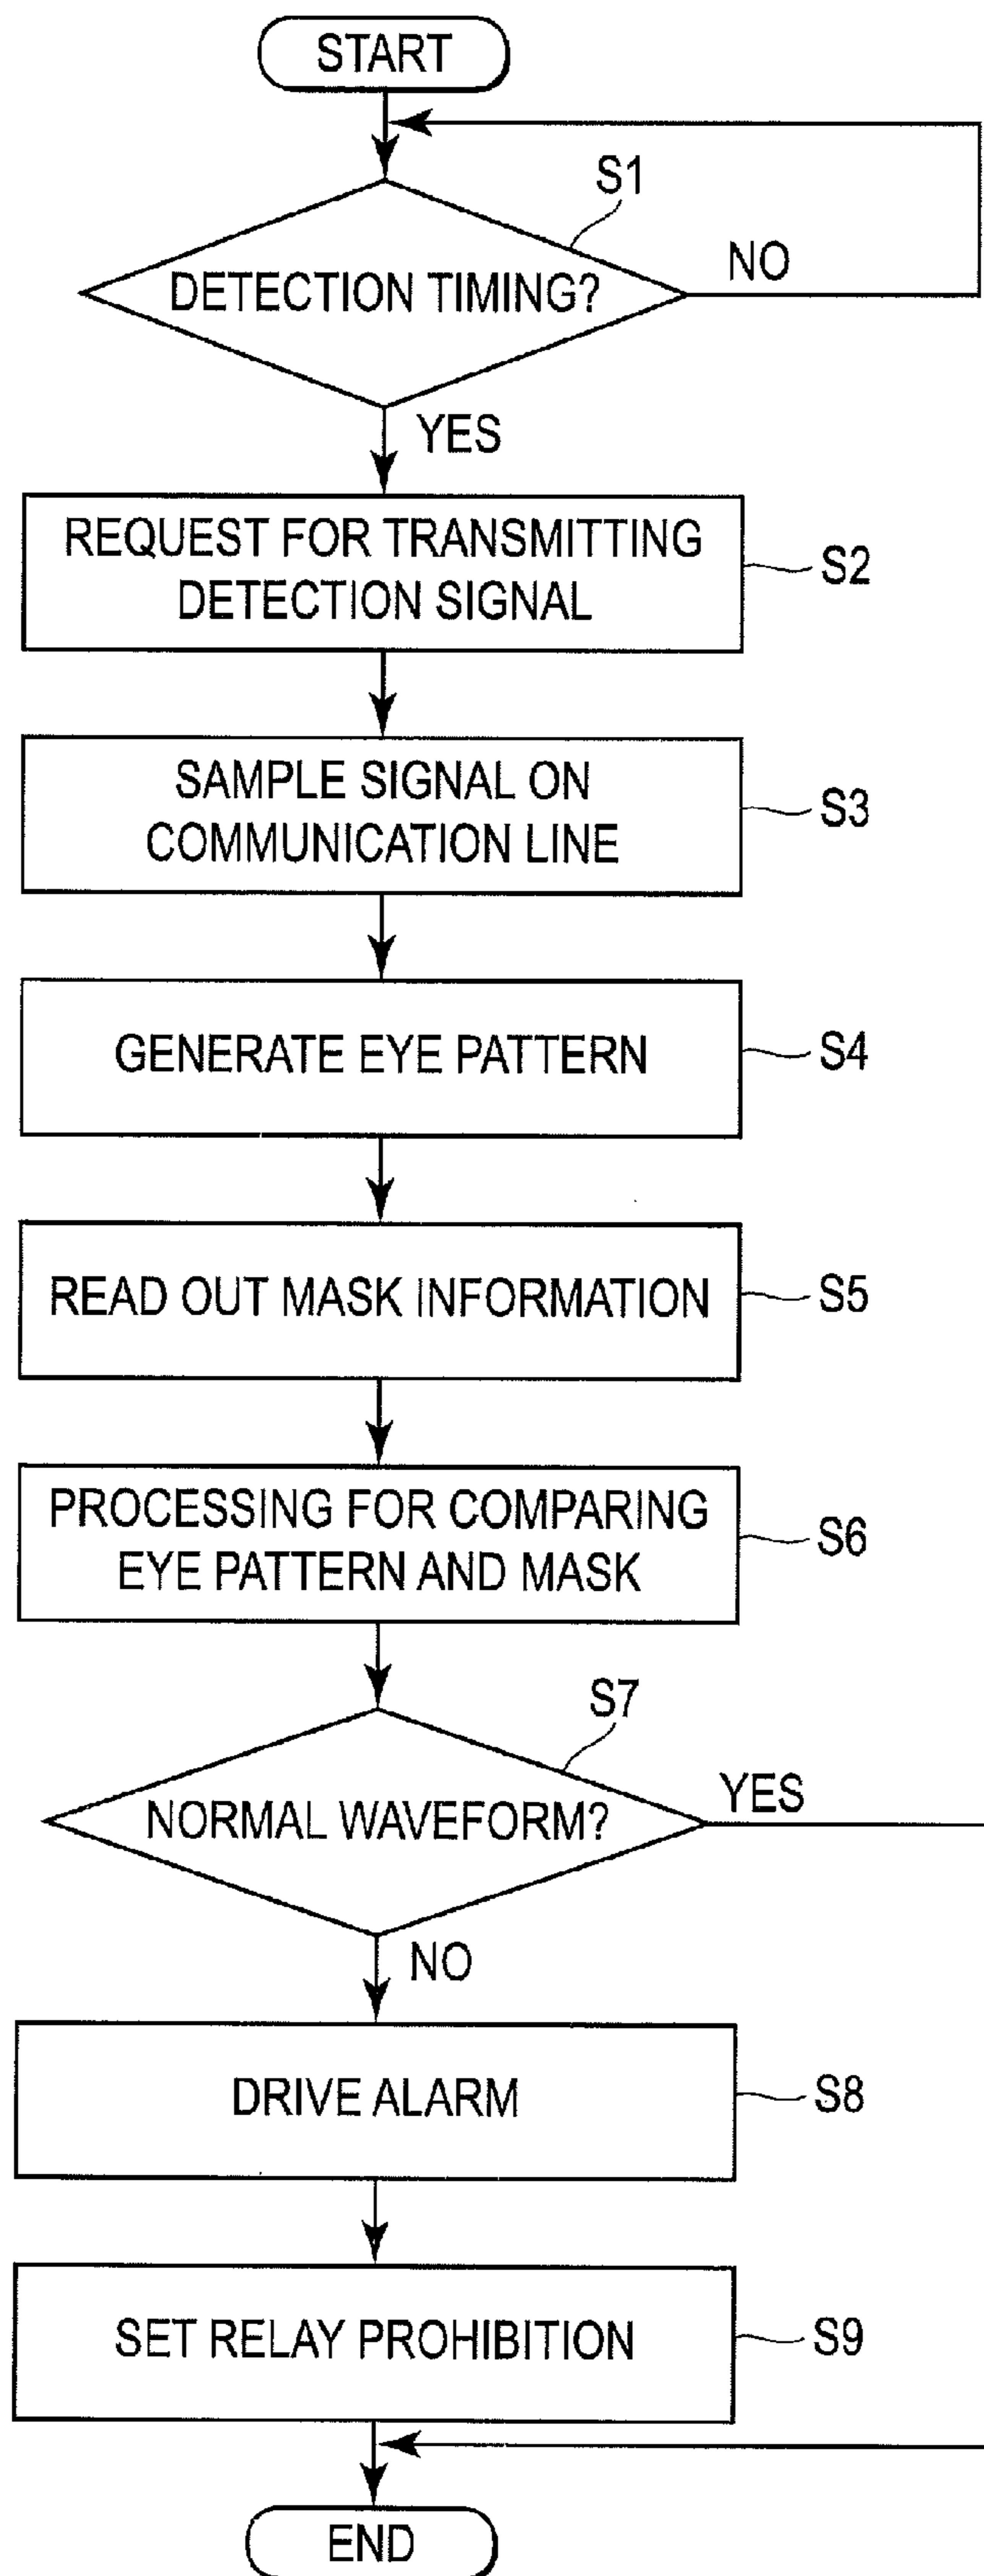 START
S1
DETECTION TIMING?
NO
YES
REQUEST FOR TRANSMITTING
DETECTION SIGNAL
S2
SAMPLE SIGNAL ON
COMMUNICATION LINE
S3
GENERATE EYE PATTERN
S4
READ OUT MASK INFORMATION
S5
PROCESSING FOR COMPARING
EYE PATTERN AND MASK
S6
S7
NORMAL WAVEFORM?
YES
NO
DRIVE ALARM
S8
SET RELAY PROHIBITION
S9
END